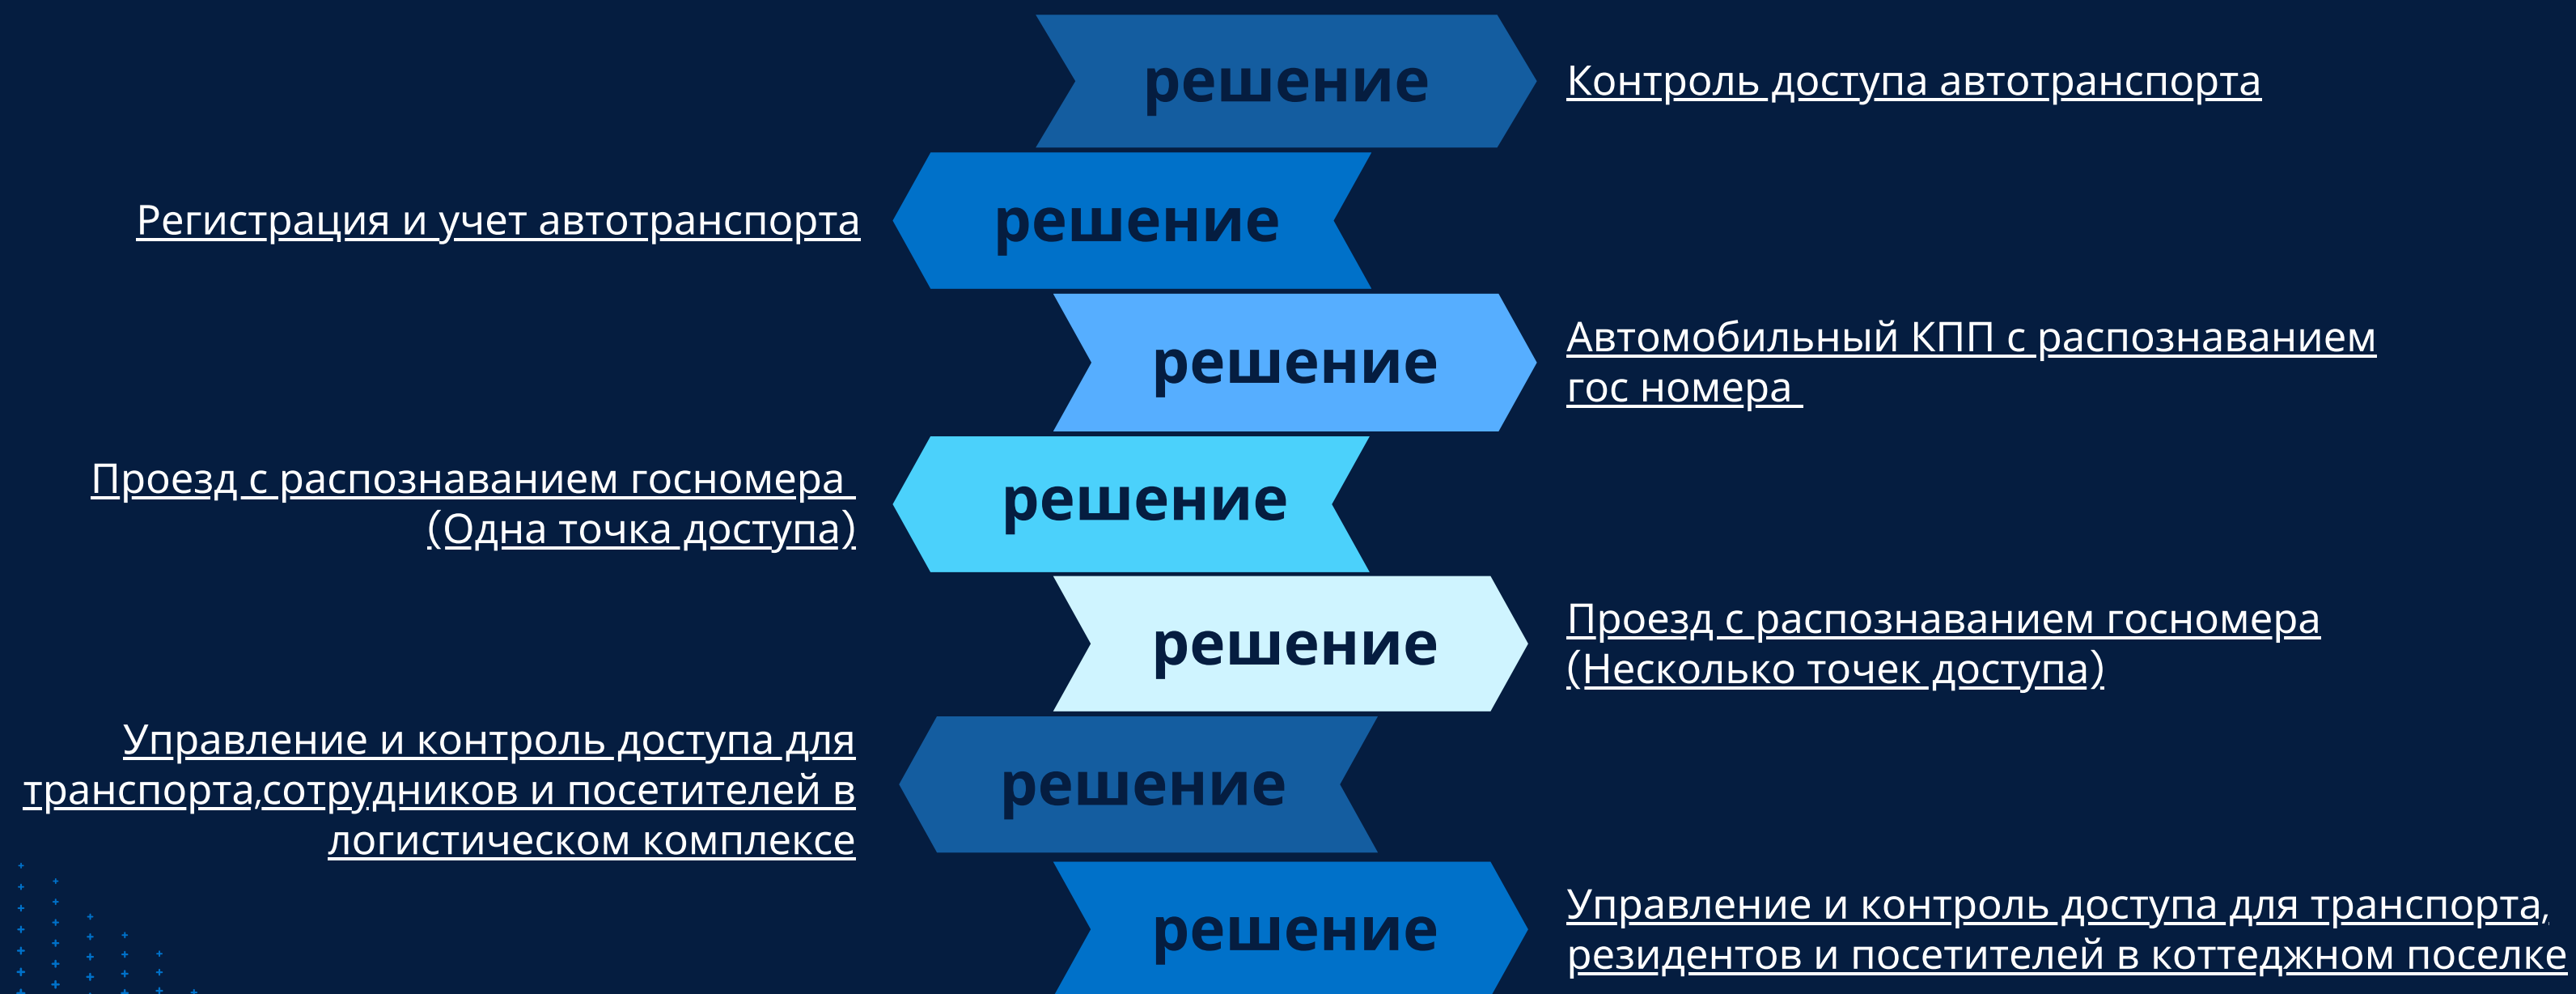 решение
Контроль доступа автотранспорта
Регистрация и учет автотранспорта
решение
решение
Автомобильный КПП с распознаванием
гос номера
Проезд с распознаванием госномера
(Одна точка доступа)
решение
решение
Проезд с распознаванием госномера
(Несколько точек доступа)
Управление и контроль доступа для
транспорта,сотрудников и посетителей в
логистическом комплексе
решение
решение
Управление и контроль доступа для транспорта,
резидентов и посетителей в коттеджном поселке